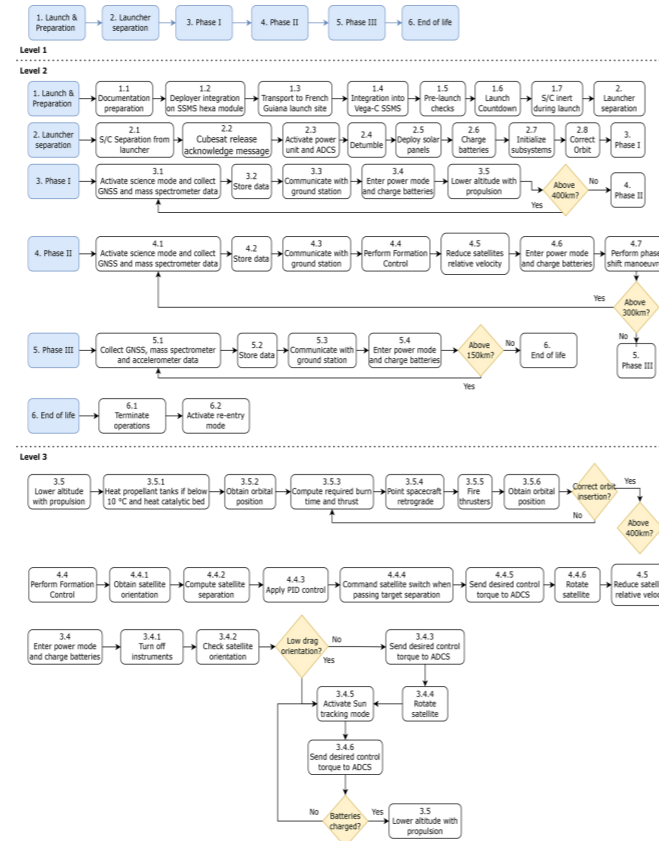 1. Launch &
Preparation
2. Launcher
separation
3. Phase I
4. Phase II
5. Phase III
6. End of life
Level 1
Level 2
1. Launch &
Preparation
1.1
Documentation
preparation
1.2
Deployer integration
on SSMS hexa module
1.3
Transport to French
Guiana launch site
1.4
Integration into
Vega-C SSMS
1.5
Pre-launch
checks
1.6
Launch
Countdown
1.7
S/C inert
during launch
2.
Launcher
separation
2. Launcher
separation
2.1
S/C Separation from
launcher
2.2
Cubesat release
acknowledge message
2.3
Activate power
unit and ADCS
2.4
Detumble
2.5
Deploy solar
panels
2.6
Charge
batteries
2.7
Initialize
subsystems
2.8
Correct
Orbit
3.
Phase I
3. Phase I
3.1
Activate science mode and collect
GNSS and mass spectrometer data
3.2
Store data
3.3
Communicate with
ground station
3.4
Enter power mode
and charge batteries
3.5
Lower altitude with
propulsion
Above
400km?
No
Yes
4.
Phase II
4. Phase II
4.1
Activate science mode and collect
GNSS and mass spectrometer data
4.2
Store data
4.3
Communicate with
ground station
4.4
Perform Formation
Control
4.5
Reduce satellites
relative velocity
4.6
Enter power mode
and charge batteries
4.7
Perform phase
shift manoeuvr
Yes
Above
300km?
No
5.
Phase III
5. Phase III
5.1
Collect GNSS, mass spectrometer
and accelerometer data
5.2
Store data
5.3
Communicate with
ground station
5.4
Enter power mode
and charge batteries
Above
150km?
No
Yes
6.
End of life
6. End of life
6.1
Terminate
operations
6.2
Activate re-entry
mode
Level 3
3.5
Lower altitude
with propulsion
3.5.1
Heat propellant tanks if below
10 °C and heat catalytic bed
3.5.2
Obtain orbital
position
3.5.3
Compute required burn
time and thrust
3.5.4
Point spacecraft
retrograde
3.5.5
Fire
thrusters
3.5.6
Obtain orbital
position
Correct orbit
insertion?
Yes
No
Above
400km?
4.4
Perform Formation
Control
4.4.1
Obtain satellite
orientation
4.4.2
Compute satellite
separation
4.4.3
Apply PID control
4.4.4
Command satellite switch when
passing target separation
4.4.5
Send desired control
torque to ADCS
4.4.6
Rotate
satellite
4.5
Reduce satell
relative veloc
3.4
Enter power mode
and charge batteries
3.4.1
Turn off
instruments
3.4.2
Check satellite
orientation
Low drag
orientation?
No
Yes
3.4.3
Send desired control
torque to ADCS
3.4.4
Rotate
satellite
3.4.5
Activate Sun
tracking mode
3.4.6
Send desired control
torque to ADCS
No
Batteries
charged?
Yes
3.5
Lower altitude with
propulsion